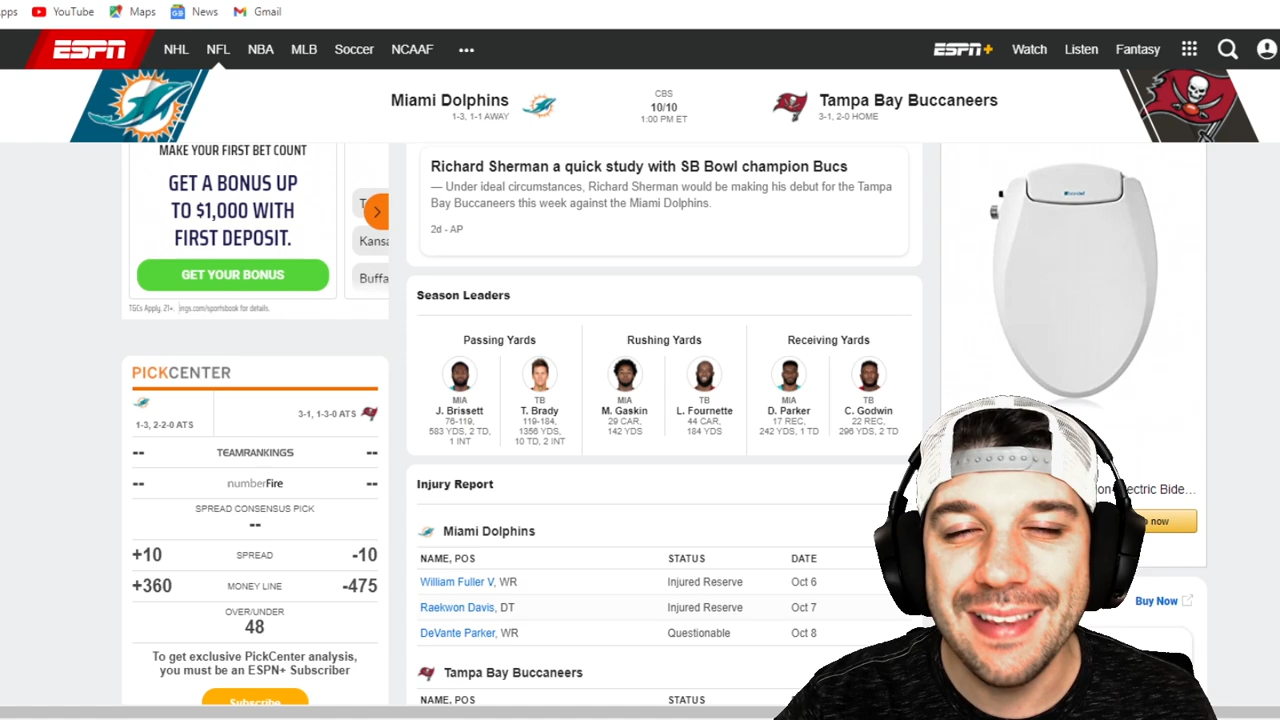 YouTube
Maps
News
Gmail
ESPN
NHL
NFL
NBA
MLB
Soccer
NCAAF
•••
ESPN+
Watch
Listen
Fantasy
Miami Dolphins
1-3, 1-1 AWAY
CBS
10/10
1:00 PM ET
Tampa Bay Buccaneers
3-1, 2-0 HOME
MAKE YOUR FIRST BET COUNT
GET A BONUS UP
TO $1,000 WITH
FIRST DEPOSIT.
GET YOUR BONUS
Kansa
Buffa
T&Cs Apply. 21+. ings.com/sportsbook for details.
PICKCENTER
1-3, 2-2-0 ATS
3-1, 1-3-0 ATS
-- TEAMRANKINGS --
-- numberFire --
SPREAD CONSENSUS PICK
--
+10 SPREAD -10
+360 MONEY LINE -475
OVER/UNDER
48
To get exclusive PickCenter analysis,
you must be an ESPN+ Subscriber
Subscribe
Richard Sherman a quick study with SB Bowl champion Bucs
— Under ideal circumstances, Richard Sherman would be making his debut for the Tampa
Bay Buccaneers this week against the Miami Dolphins.
2d - AP
Season Leaders
Passing Yards
MIA
J. Brissett
76-119,
583 YDS, 2 TD,
1 INT
TB
T. Brady
119-184,
1356 YDS,
10 TD, 2 INT
Rushing Yards
MIA
M. Gaskin
29 CAR,
142 YDS
TB
L. Fournette
44 CAR,
184 YDS
Receiving Yards
MIA
D. Parker
17 REC,
242 YDS, 1 TD
TB
C. Godwin
22 REC,
296 YDS, 2 TD
Injury Report
Miami Dolphins
NAME, POS STATUS DATE
William Fuller V, WR Injured Reserve Oct 6
Raekwon Davis, DT Injured Reserve Oct 7
DeVante Parker, WR Questionable Oct 8
Tampa Bay Buccaneers
NAME, POS STATUS
Bide...
now
Buy Now